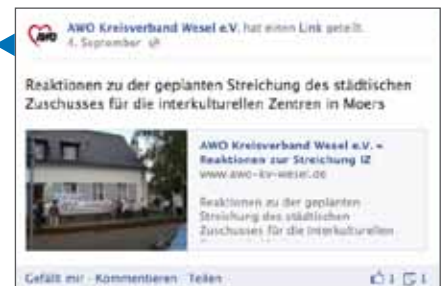 AWO
AWO Kreisverband Wesel e.V. hat einen Link geteilt.
4. September
Reaktionen zu der geplanten Streichung des städtischen
Zuschusses für die interkulturellen Zentren in Moers
AWO Kreisverband Wesel e.V. »
Reaktionen zur Streichung IZ
www.awo-kv-wesel.de
Reaktionen zu der geplanten
Streichung des städtischen
Zuschusses für die interkulturellen
Gefällt mir · Kommentieren · Teilen
1
1